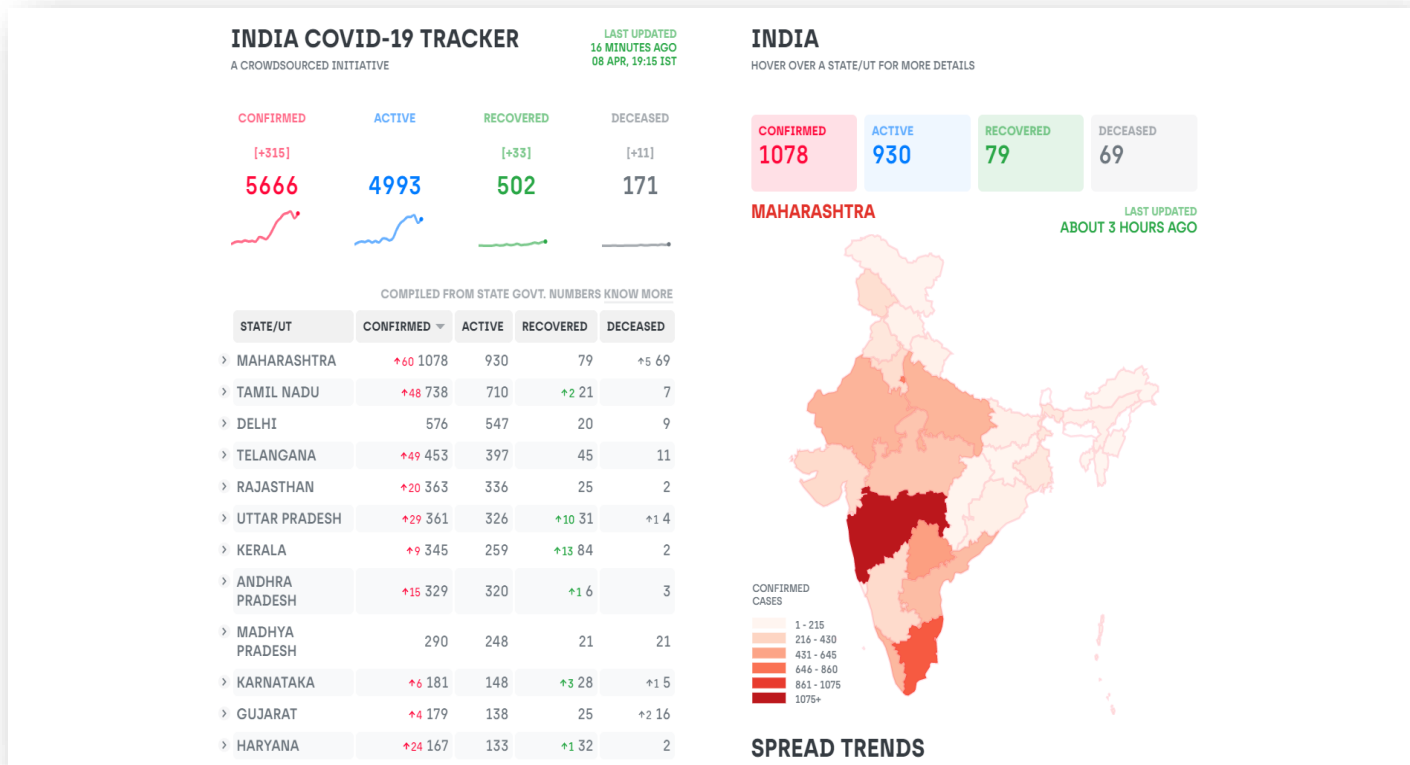 INDIA COVID-19 TRACKER
A CROWDSOURCED INITIATIVE
LAST UPDATED
16 MINUTES AGO
08 APR, 19:15 IST
CONFIRMED ACTIVE RECOVERED DECEASED
[+315] [+33] [+11]
5666 4993 502 171
COMPILED FROM STATE GOVT. NUMBERS KNOW MORE
STATE/UT CONFIRMED ACTIVE RECOVERED DECEASED
MAHARASHTRA ↑60 1078 930 79 ↑5 69
TAMIL NADU ↑48 738 710 ↑2 21 7
DELHI 576 547 20 9
TELANGANA ↑49 453 397 45 11
RAJASTHAN ↑20 363 336 25 2
UTTAR PRADESH ↑29 361 326 ↑10 31 ↑1 4
KERALA ↑9 345 259 ↑13 84 2
ANDHRA
PRADESH ↑15 329 320 ↑1 6 3
MADHYA
PRADESH 290 248 21 21
KARNATAKA ↑6 181 148 ↑3 28 ↑1 5
GUJARAT ↑4 179 138 25 ↑2 16
HARYANA ↑24 167 133 ↑1 32 2
INDIA
HOVER OVER A STATE/UT FOR MORE DETAILS
CONFIRMED ACTIVE RECOVERED DECEASED
1078 930 79 69
MAHARASHTRA
LAST UPDATED
ABOUT 3 HOURS AGO
CONFIRMED
CASES
1 - 215
216 - 430
431 - 645
646 - 860
861 - 1075
1075+
SPREAD TRENDS